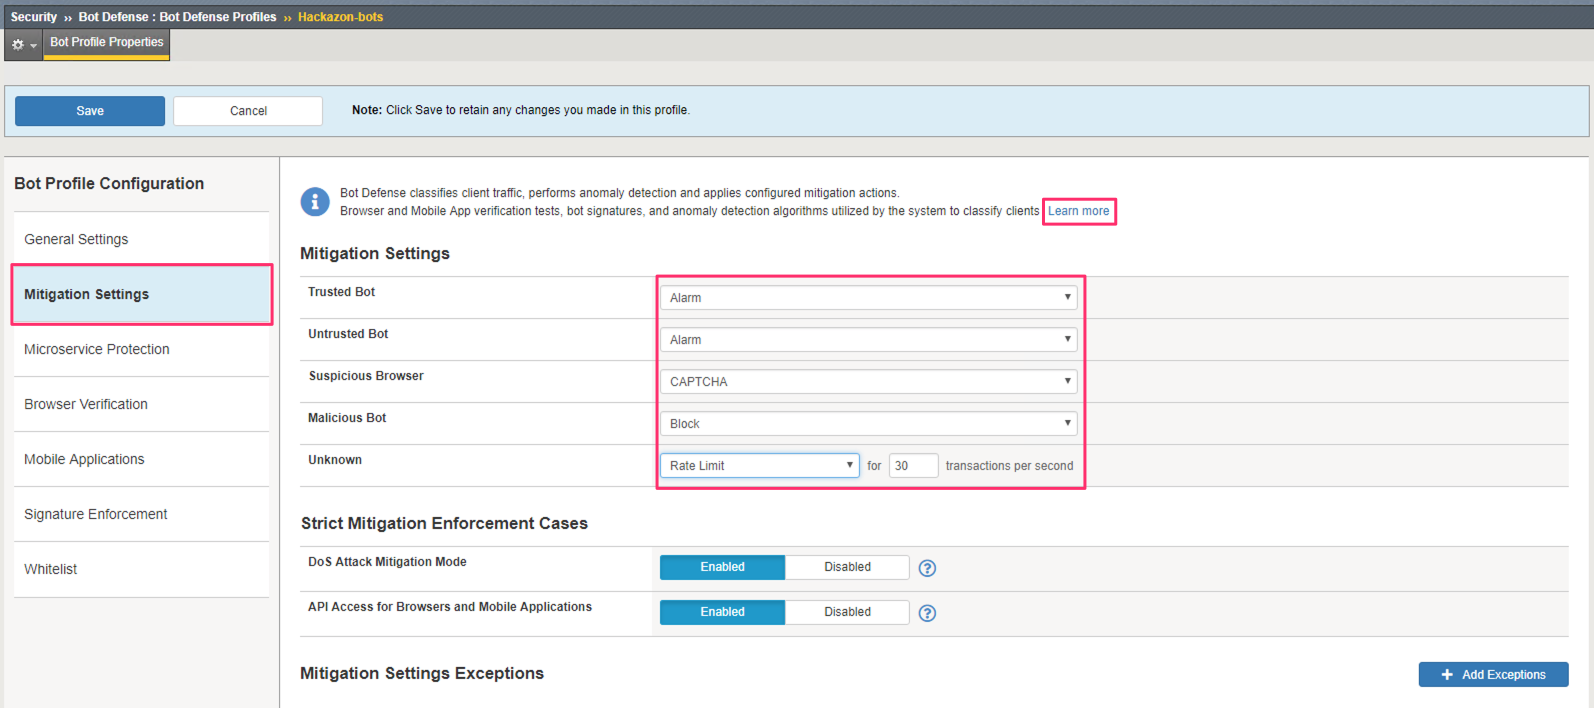 Security ›› Bot Defense : Bot Defense Profiles ›› Hackazon-bots
Bot Profile Properties
Save
Cancel
Note: Click Save to retain any changes you made in this profile.
Bot Profile Configuration
General Settings
Mitigation Settings
Microservice Protection
Browser Verification
Mobile Applications
Signature Enforcement
Whitelist
Bot Defense classifies client traffic, performs anomaly detection and applies configured mitigation actions.
Browser and Mobile App verification tests, bot signatures, and anomaly detection algorithms utilized by the system to classify clients Learn more
Mitigation Settings
Trusted Bot Alarm
Untrusted Bot Alarm
Suspicious Browser CAPTCHA
Malicious Bot Block
Unknown Rate Limit for 30 transactions per second
Strict Mitigation Enforcement Cases
DoS Attack Mitigation Mode Enabled Disabled ?
API Access for Browsers and Mobile Applications Enabled Disabled ?
Mitigation Settings Exceptions
+ Add Exceptions